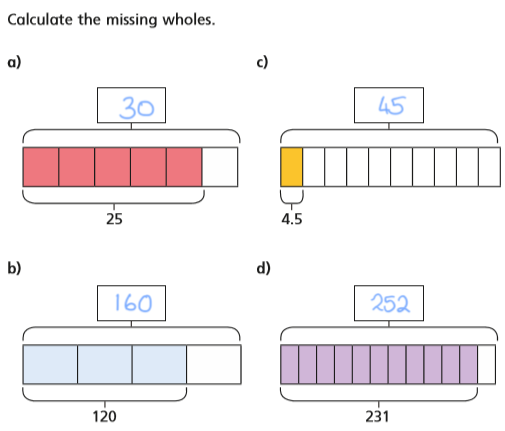 Calculate the missing wholes.
a)
30
25
c)
45
4.5
b)
160
120
d)
252
231